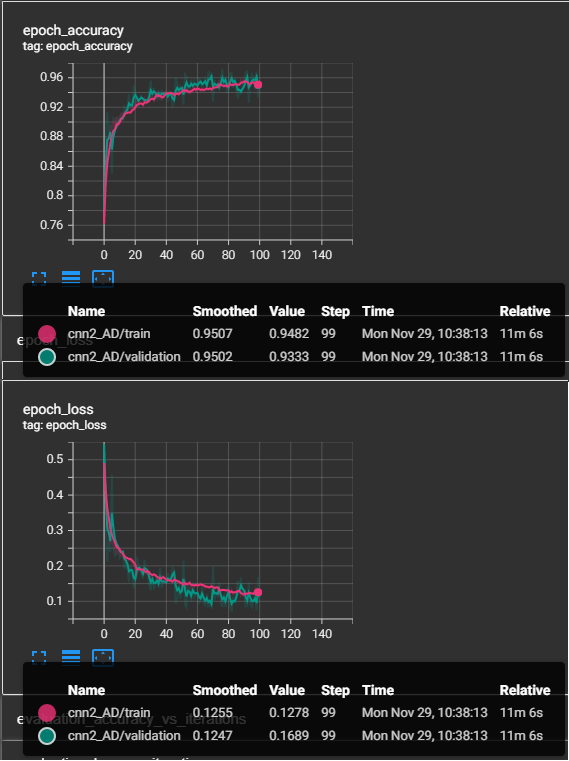 epoch_accuracy
tag: epoch_accuracy
0.96
0.92
0.88
0.84
0.8
0.76
0 20 40 60 80 100 120 140
Name Smoothed Value Step Time Relative
cnn2_AD/train 0.9507 0.9482 99 Mon Nov 29, 10:38:13 11m 6s
cnn2_AD/validation 0.9502 0.9333 99 Mon Nov 29, 10:38:13 11m 6s
epoch_loss
epoch_loss
tag: epoch_loss
0.5
0.4
0.3
0.2
0.1
0 20 40 60 80 100 120 140
Name Smoothed Value Step Time Relative
cnn2_AD/train 0.1255 0.1278 99 Mon Nov 29, 10:38:13 11m 6s
evaluation_accuracy_vs_iterations
cnn2_AD/validation 0.1247 0.1689 99 Mon Nov 29, 10:38:13 11m 6s